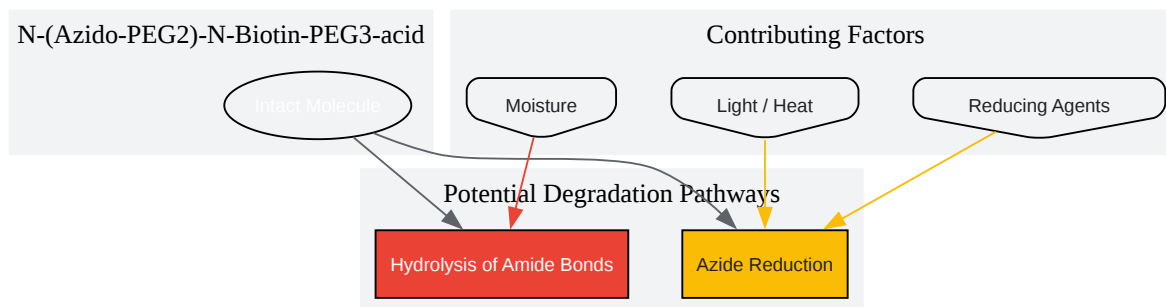 N-(Azido-PEG2)-N-Biotin-PEG3-acid
Contributing Factors
Intact Molecule
Moisture
Light / Heat
Reducing Agents
Potential Degradation Pathways
Hydrolysis of Amide Bonds
Azide Reduction